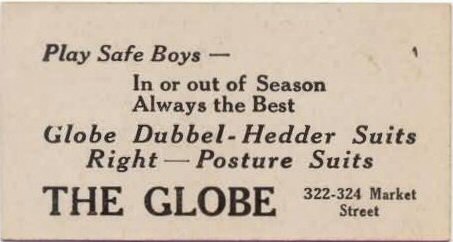 Play Safe Boys —
In or out of Season
Always the Best
Globe Dubbel-Hedder Suits
Right — Posture Suits
THE GLOBE 322-324 Market
Street